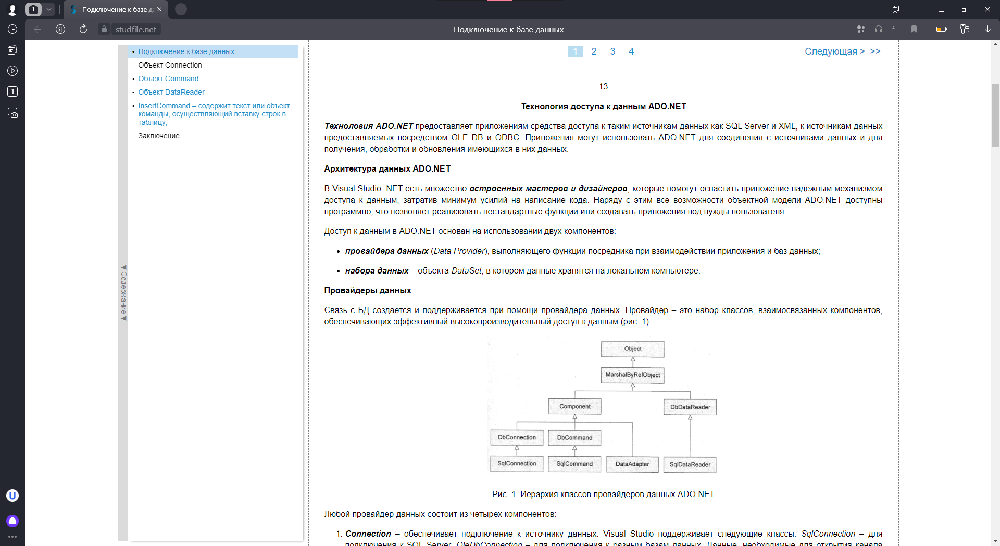 1
Подключение к базе д
studfile.net
Подключение к базе данных
1
Подключение к базе данных
Объект Connection
Объект Command
Объект DataReader
InsertCommand – содержит текст или объект
команды, осуществляющий вставку строк в
таблицу;
Заключение
◀ Содержание ◀
1 2 3 4
Следующая > >>
13
Технология доступа к данным ADO.NET
Технология ADO.NET предоставляет приложениям средства доступа к таким источникам данных как SQL Server и XML, к источникам данных
предоставляемых посредством OLE DB и ODBC. Приложения могут использовать ADO.NET для соединения с источниками данных и для
получения, обработки и обновления имеющихся в них данных.
Архитектура данных ADO.NET
В Visual Studio .NET есть множество встроенных мастеров и дизайнеров, которые помогут оснастить приложение надежным механизмом
доступа к данным, затратив минимум усилий на написание кода. Наряду с этим все возможности объектной модели ADO.NET доступны
программно, что позволяет реализовать нестандартные функции или создавать приложения под нужды пользователя.
Доступ к данным в ADO.NET основан на использовании двух компонентов:
• провайдера данных (Data Provider), выполняющего функции посредника при взаимодействии приложения и баз данных;
• набора данных – объекта DataSet, в котором данные хранятся на локальном компьютере.
Провайдеры данных
Связь с БД создается и поддерживается при помощи провайдера данных. Провайдер – это набор классов, взаимосвязанных компонентов,
обеспечивающих эффективный высокопроизводительный доступ к данным (рис. 1).
Object
MarshalByRefObject
Component
DbDataReader
DbConnection
DbCommand
SqlConnection
SqlCommand
DataAdapter
SqlDataReader
Рис. 1. Иерархия классов провайдеров данных ADO.NET
Любой провайдер данных состоит из четырех компонентов:
1. Connection – обеспечивает подключение к источнику данных. Visual Studio поддерживает следующие классы: SqlConnection – для
подключения к SQL Server, OleDbConnection – для подключения к разным базам данных. Данные, необходимые для открытия канала